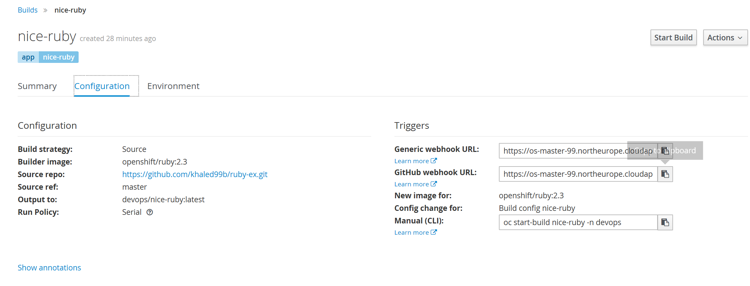 Builds » nice-ruby
nice-ruby created 28 minutes ago
Start Build
Actions
app nice-ruby
Summary Configuration Environment
Configuration
Build strategy: Source
Builder image: openshift/ruby:2.3
Source repo: https://github.com/khaled99b/ruby-ex.git
Source ref: master
Output to: devops/nice-ruby:latest
Run Policy: Serial
Show annotations
Triggers
Generic webhook URL: https://os-master-99.northeurope.cloudap
Learn more
GitHub webhook URL: https://os-master-99.northeurope.cloudap
Learn more
New image for: openshift/ruby:2.3
Config change for: Build config nice-ruby
Manual (CLI): oc start-build nice-ruby -n devops
Learn more